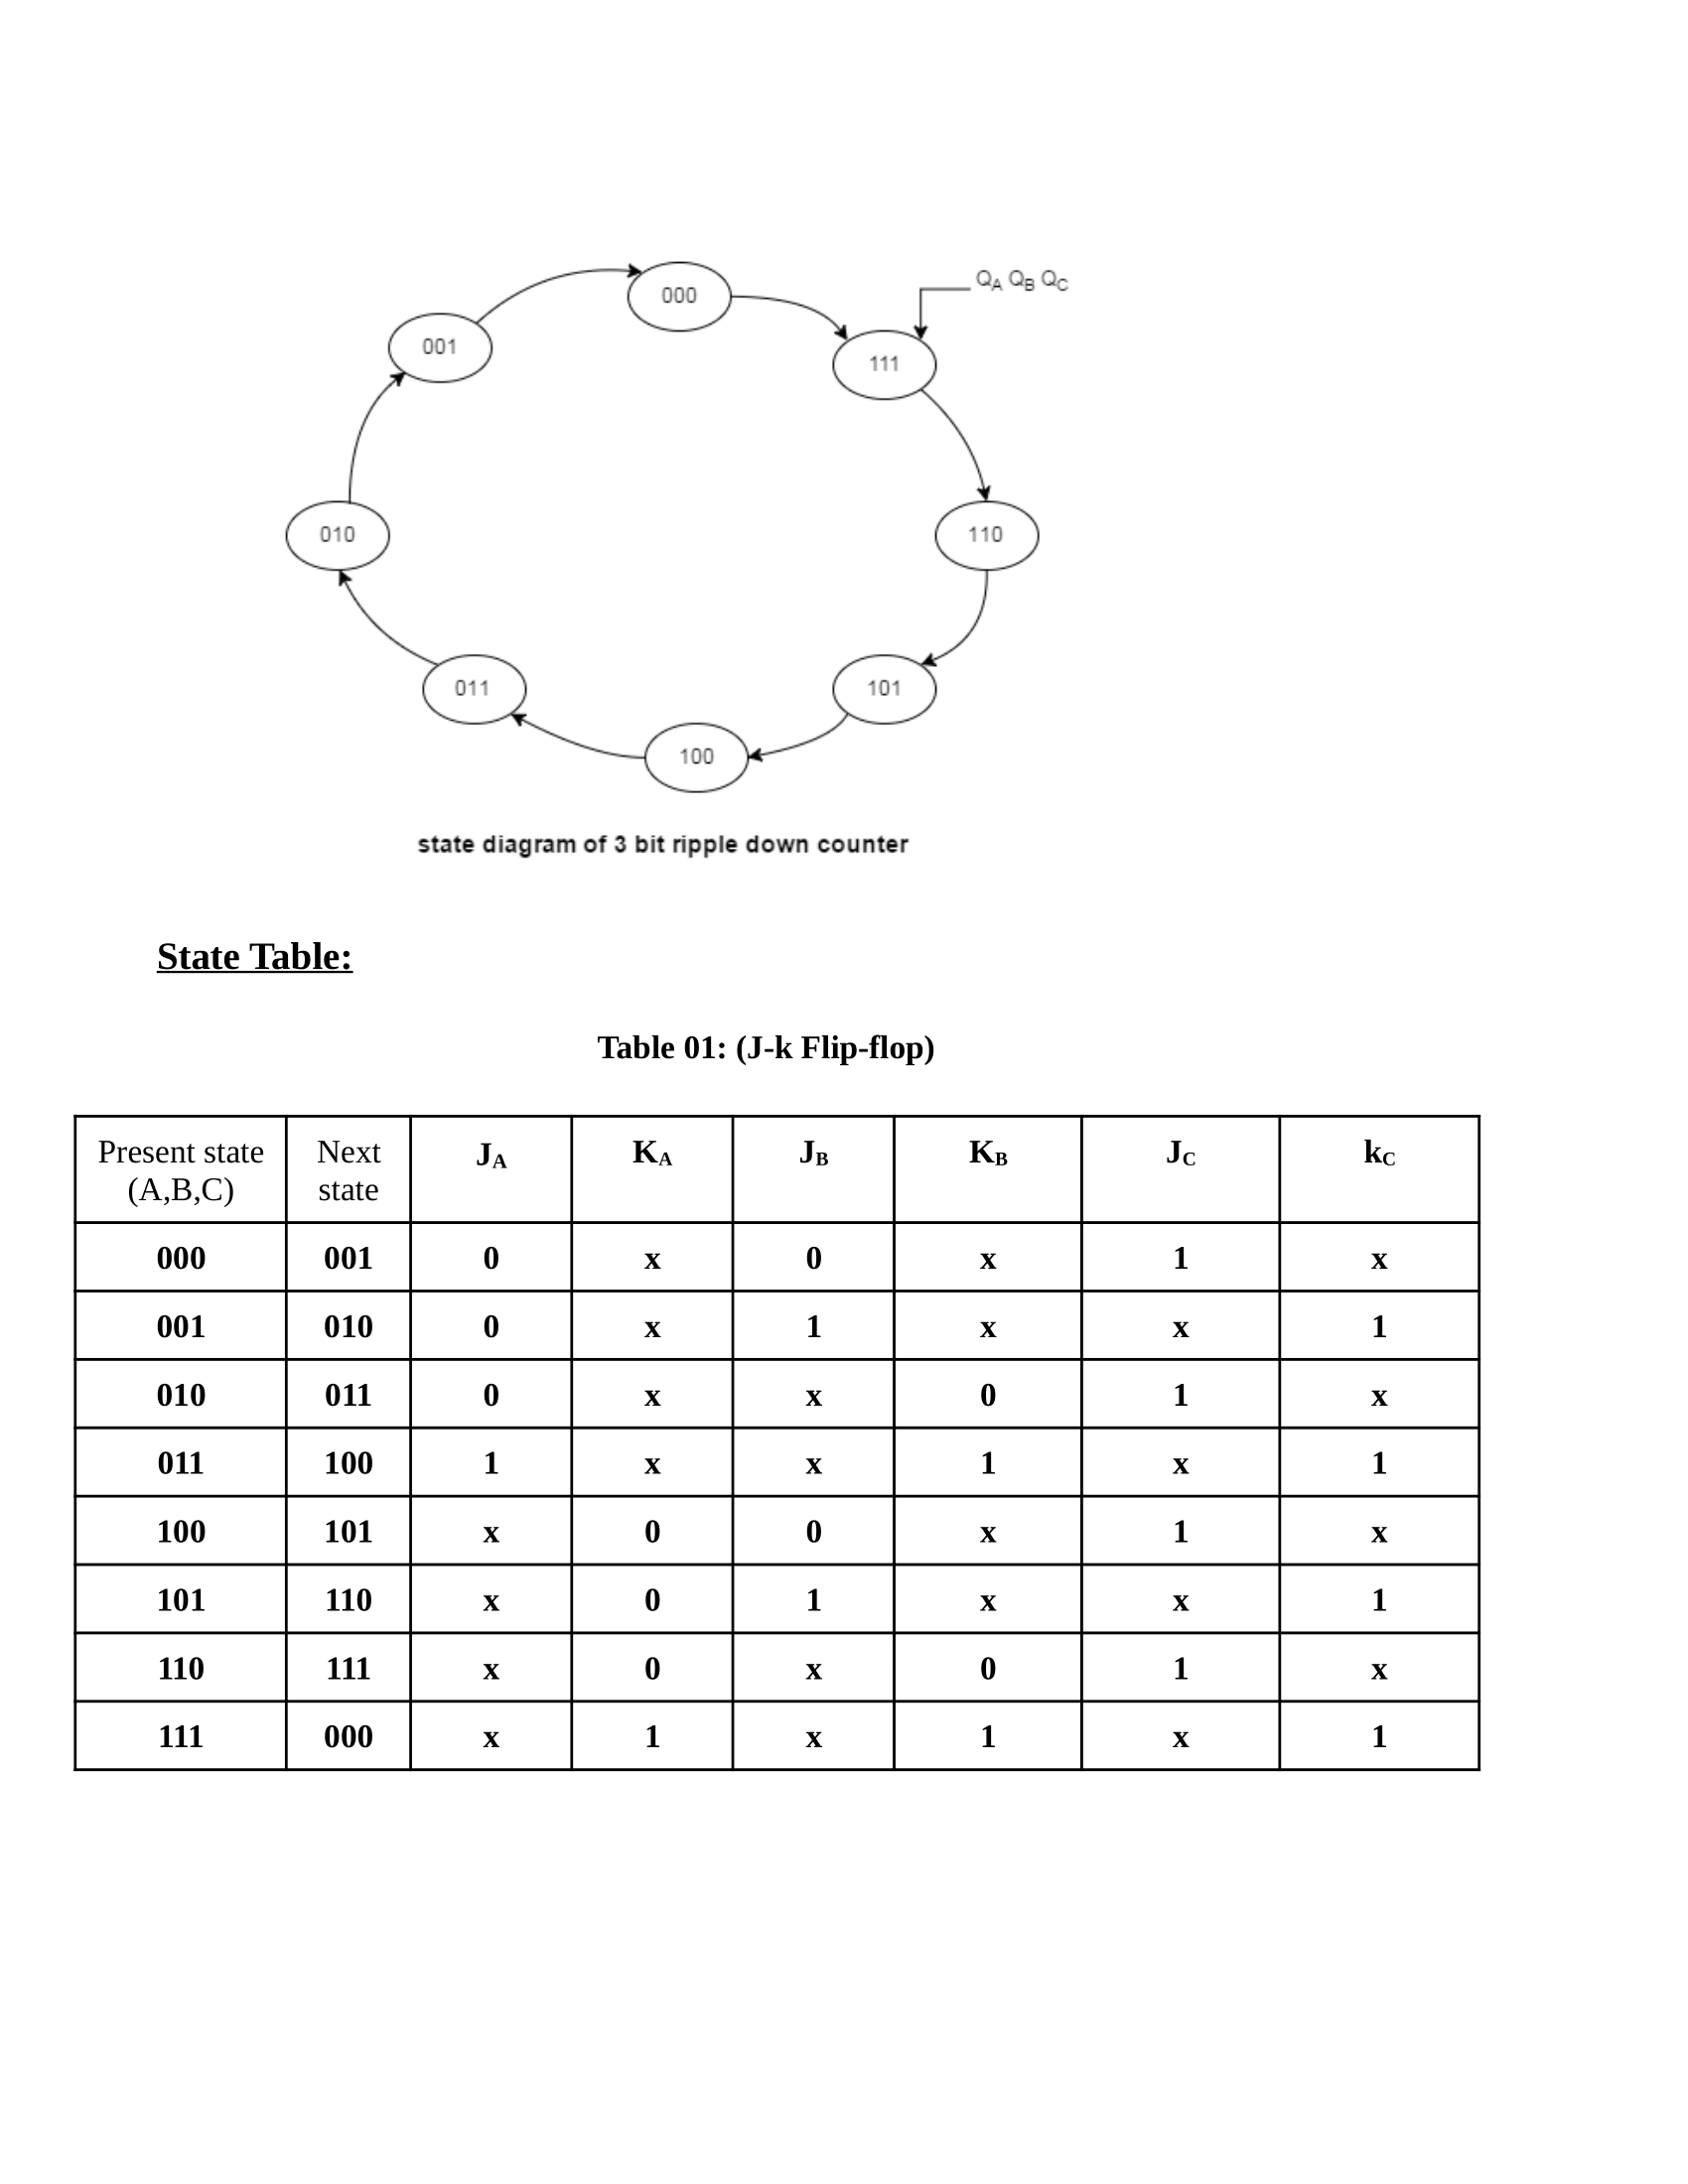 000
Q_A Q_B Q_C
001
111
010
110
011
101
100
state diagram of 3 bit ripple down counter
State Table:
Table 01: (J-k Flip-flop)
Present state (A,B,C) Next state J_A K_A J_B K_B J_C k_C
000 001 0 x 0 x 1 x
001 010 0 x 1 x x 1
010 011 0 x x 0 1 x
011 100 1 x x 1 x 1
100 101 x 0 0 x 1 x
101 110 x 0 1 x x 1
110 111 x 0 x 0 1 x
111 000 x 1 x 1 x 1